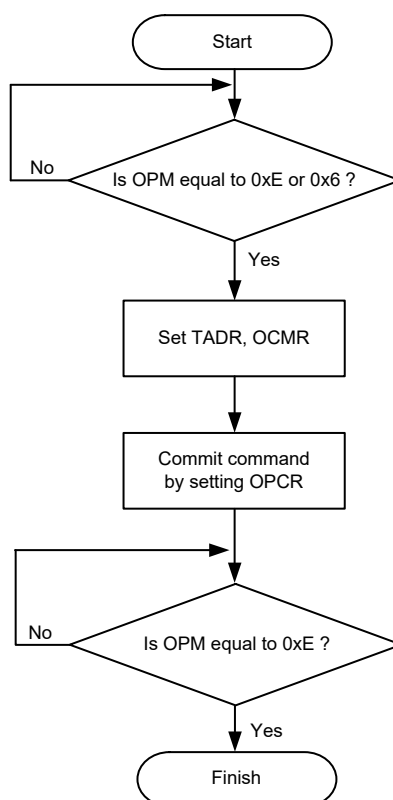 Start
No
Is OPM equal to 0xE or 0x6 ?
Yes
Set TADR, OCMR
Commit command
by setting OPCR
No
Is OPM equal to 0xE ?
Yes
Finish